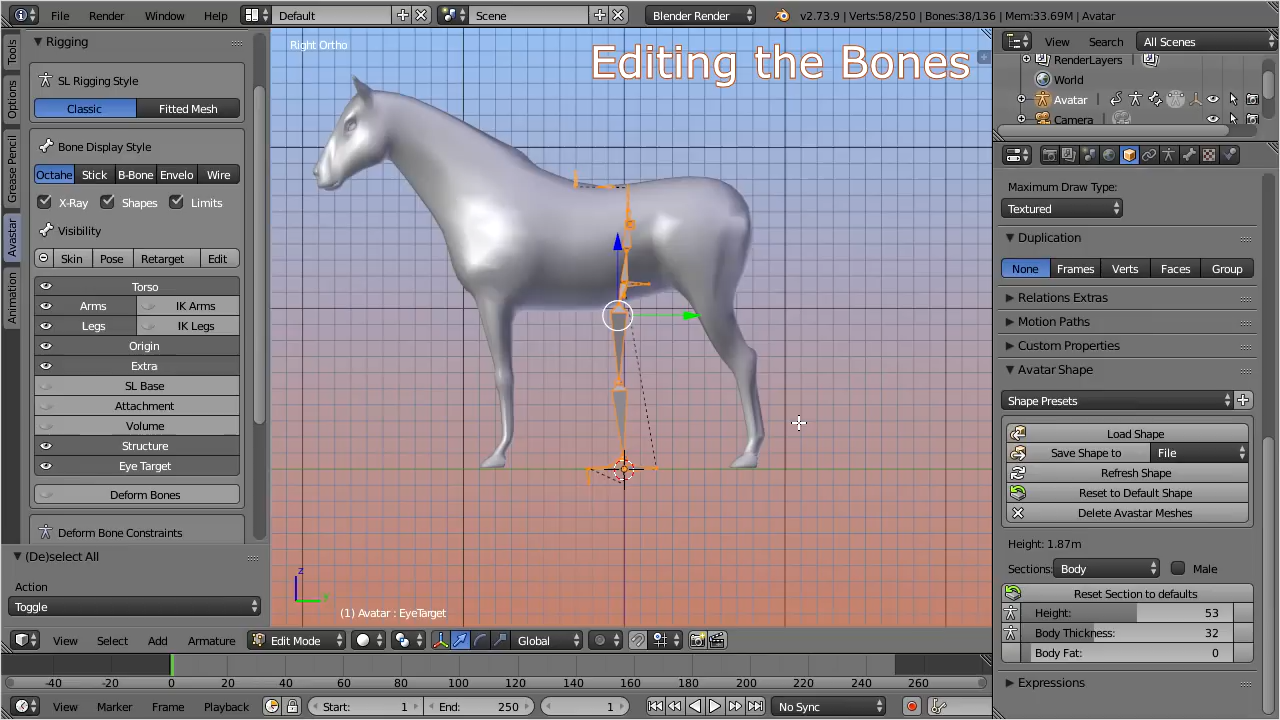 File Render Window Help Default Scene Blender Render v2.73.9 | Verts:58/250 | Bones:38/136 | Mem:33.69M | Avatar
Right Ortho
Editing the Bones
View Search All Scenes
RenderLayers
World
Avatar
Camera
Tools
Options
Grease Pencil
Avastar
Animation
Rigging
SL Rigging Style
Classic Fitted Mesh
Bone Display Style
Octahe Stick B-Bone Envelo Wire
X-Ray Shapes Limits
Visibility
Skin Pose Retarget Edit
Torso
Arms IK Arms
Legs IK Legs
Origin
Extra
SL Base
Attachment
Volume
Structure
Eye Target
Deform Bones
Deform Bone Constraints
(De)select All
Action
Toggle
z
y
(1) Avatar : EyeTarget
Maximum Draw Type:
Textured
Duplication
None Frames Verts Faces Group
Relations Extras
Motion Paths
Custom Properties
Avatar Shape
Shape Presets
Load Shape
Save Shape to File
Refresh Shape
Reset to Default Shape
Delete Avastar Meshes
Height: 1.87m
Sections: Body Male
Reset Section to defaults
Height: 53
Body Thickness: 32
Body Fat: 0
Expressions
View Select Add Armature Edit Mode Global
-40 -20 0 20 40 60 80 100 120 140 160 180 200 220 240 260
View Marker Frame Playback Start: 1 End: 250 1 No Sync